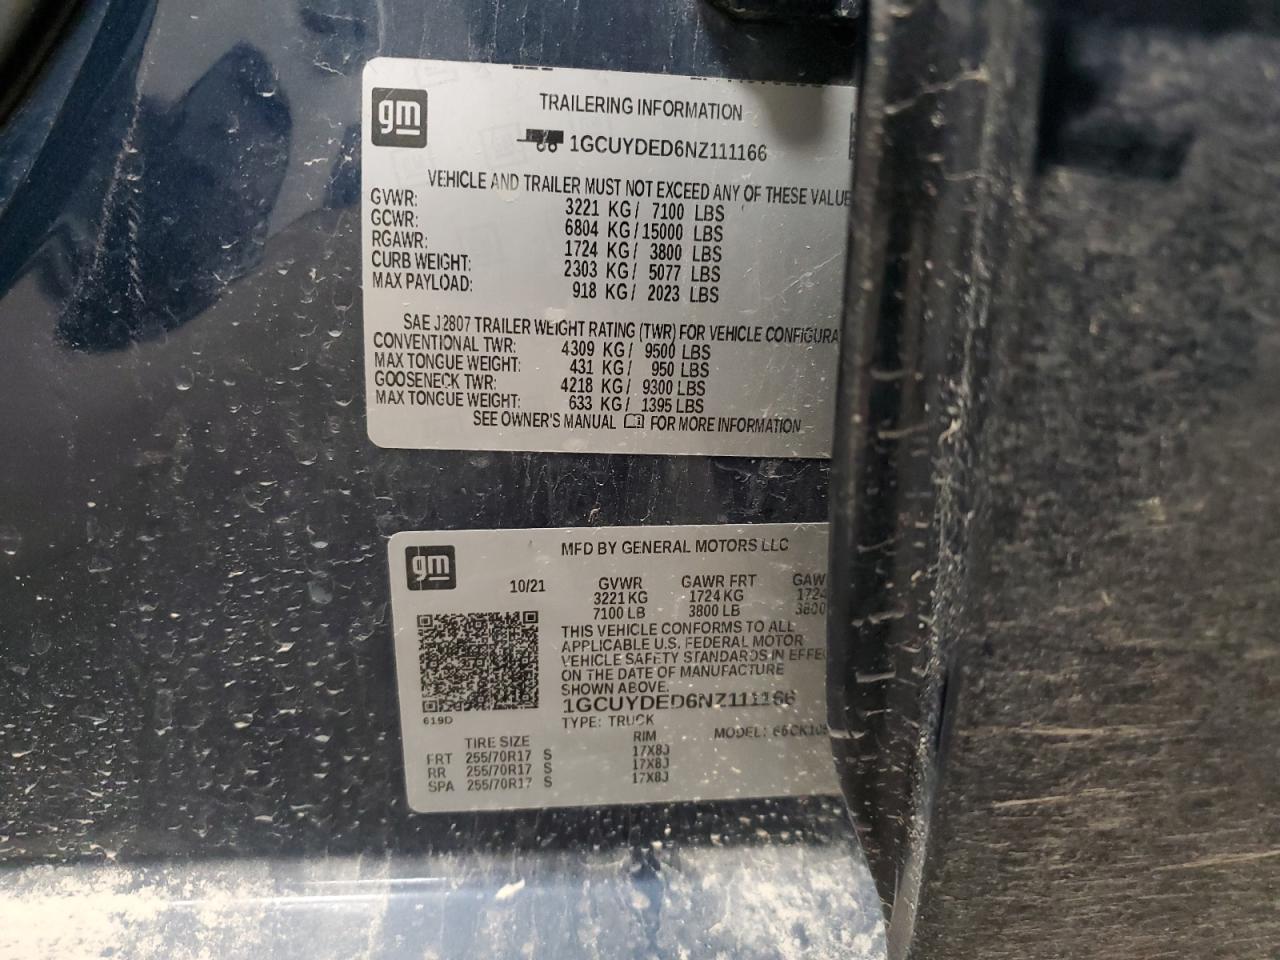 gm
TRAILERING INFORMATION
1GCUYDED6NZ111166
VEHICLE AND TRAILER MUST NOT EXCEED ANY OF THESE VALUE
GVWR: 3221 KG/ 7100 LBS
GCWR: 6804 KG/ 15000 LBS
RGAWR: 1724 KG/ 3800 LBS
CURB WEIGHT: 2303 KG/ 5077 LBS
MAX PAYLOAD: 918 KG/ 2023 LBS
SAE J2807 TRAILER WEIGHT RATING (TWR) FOR VEHICLE CONFIGURA
CONVENTIONAL TWR: 4309 KG/ 9500 LBS
MAX TONGUE WEIGHT: 431 KG/ 950 LBS
GOOSENECK TWR: 4218 KG/ 9300 LBS
MAX TONGUE WEIGHT: 633 KG/ 1395 LBS
SEE OWNER'S MANUAL FOR MORE INFORMATION
gm
MFD BY GENERAL MOTORS LLC
10/21 GVWR GAWR FRT GAW
3221 KG 1724 KG 1724
7100 LB 3800 LB 3800
THIS VEHICLE CONFORMS TO ALL
APPLICABLE U.S. FEDERAL MOTOR
VEHICLE SAFETY STANDARDS IN EFFEC
ON THE DATE OF MANUFACTURE
SHOWN ABOVE.
1GCUYDED6NZ111166
619D
TYPE: TRUCK MODEL:
TIRE SIZE RIM
FRT 255/70R17 S 17X8J
RR 255/70R17 S 17X8J
SPA 255/70R17 S 17X8J